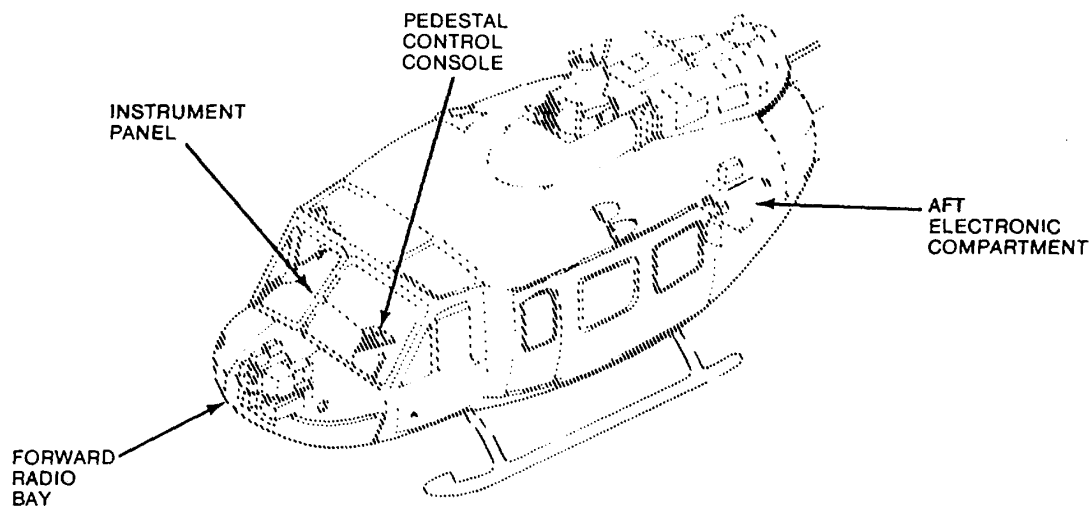 PEDESTAL
CONTROL
CONSOLE
INSTRUMENT
PANEL
AFT
ELECTRONIC
COMPARTMENT
FORWARD
RADIO
BAY